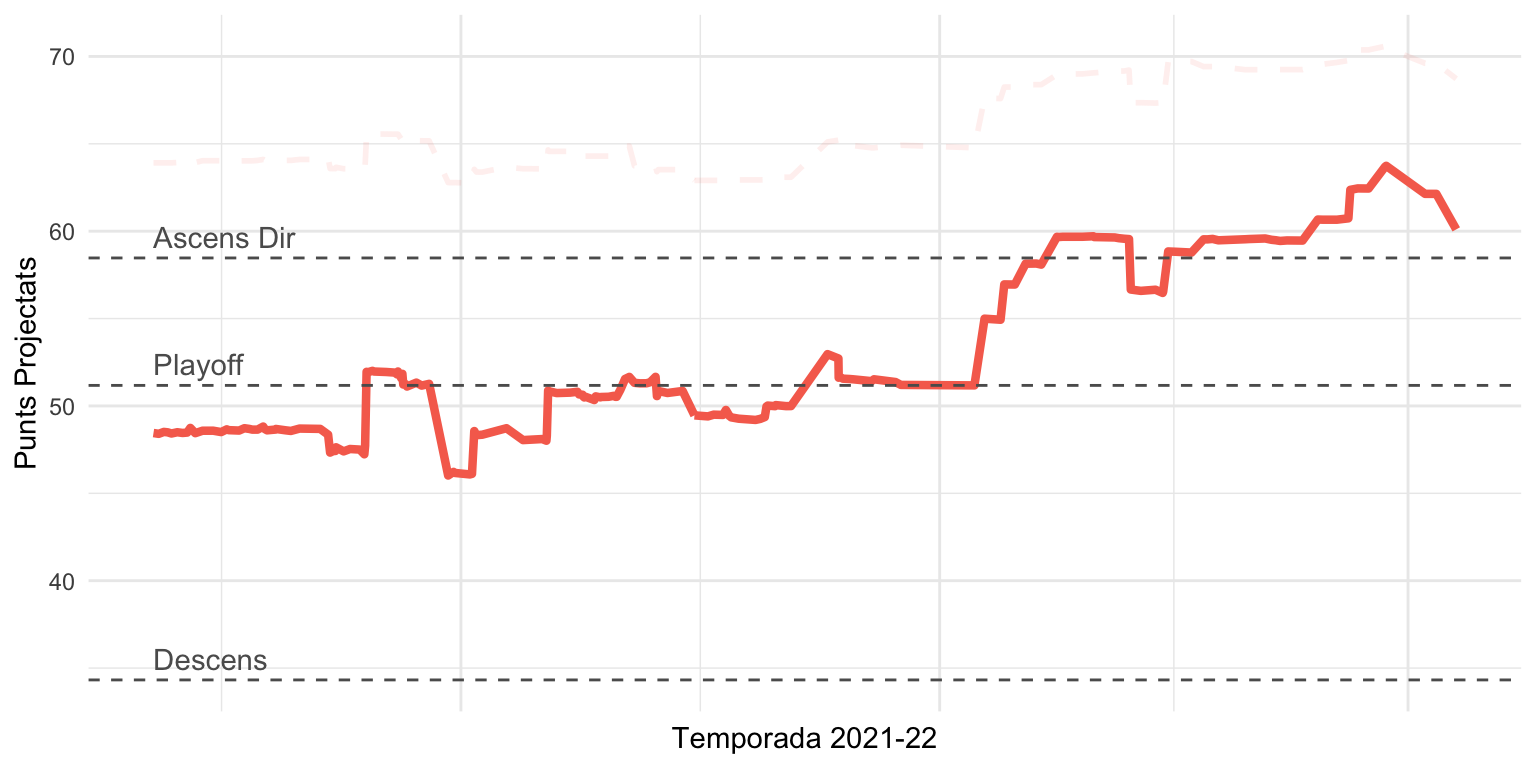 70
60
50
40
Punts Projectats
Ascens Dir
Playoff
Descens
Temporada 2021-22